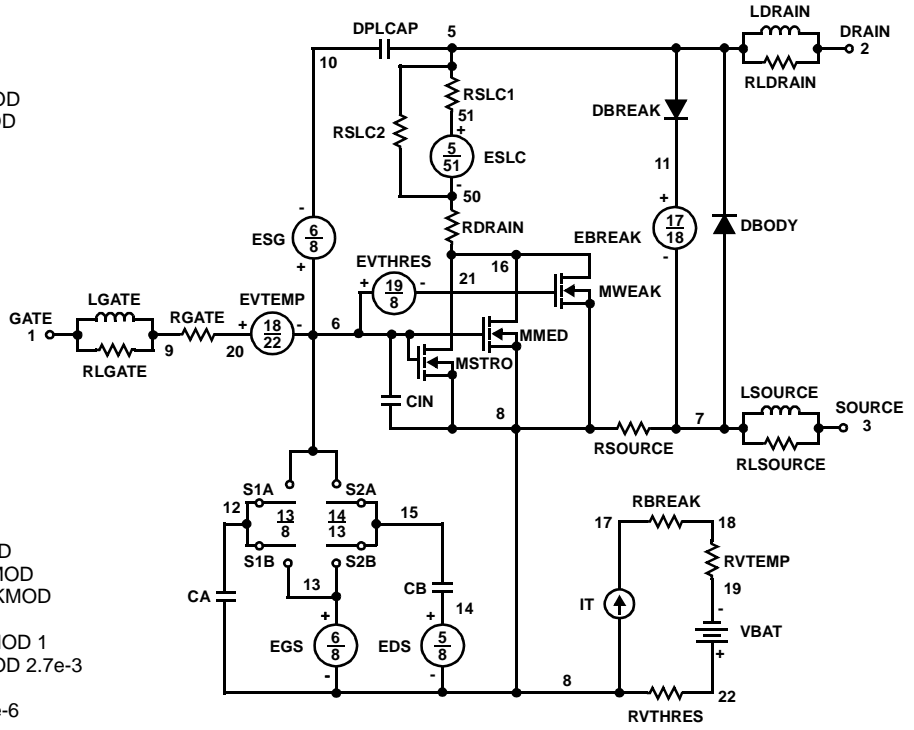 LDRAIN
DPLCAP 5 DRAIN
10 2
RLDRAIN
OD
OD
RSLC1
DBREAK
51
RSLC2
+
5
51
ESLC
11
-
50
-
+
17
18
6
8
ESG
RDRAIN
EBREAK
DBODY
+
-
16
EVTHRES
21
+ 19
8 -
MWEAK
LGATE
EVTEMP
GATE
1
RGATE
+ 18
22 -
6
MMED
9
20
RLGATE
MSTRO
CIN
LSOURCE
8
7
SOURCE
3
RSOURCE
RLSOURCE
S1A
S2A
12
13
8
14
13
15
RBREAK
17
18
S1B
S2B
D
MOD
KMOD
RVTEMP
13
CB
19
CA
14
IT
-
VBAT
+
+
+
MOD 1
OD 2.7e-3
EGS
6
8
EDS
5
8
-
-
8
22
e-6
RVTHRES